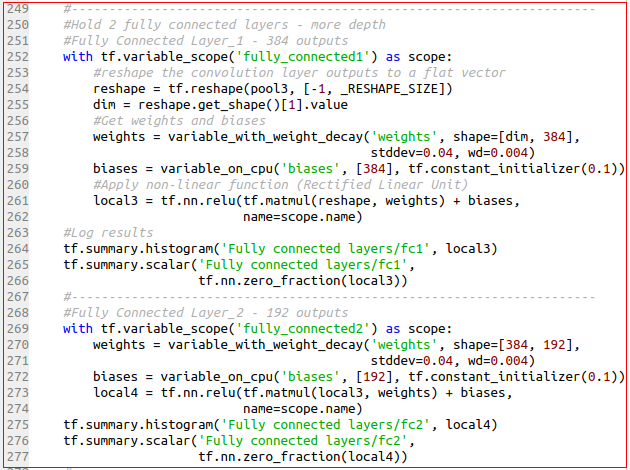 249 #----------------------------------------------------------------------
250 #Hold 2 fully connected layers - more depth
251 #Fully Connected Layer_1 - 384 outputs
252 with tf.variable_scope('fully_connected1') as scope:
253 #reshape the convolution layer outputs to a flat vector
254 reshape = tf.reshape(pool3, [-1, _RESHAPE_SIZE])
255 dim = reshape.get_shape()[1].value
256 #Get weights and biases
257 weights = variable_with_weight_decay('weights', shape=[dim, 384],
258 stddev=0.04, wd=0.004)
259 biases = variable_on_cpu('biases', [384], tf.constant_initializer(0.1))
260 #Apply non-linear function (Rectified Linear Unit)
261 local3 = tf.nn.relu(tf.matmul(reshape, weights) + biases,
262 name=scope.name)
263 #Log results
264 tf.summary.histogram('Fully connected layers/fc1', local3)
265 tf.summary.scalar('Fully connected layers/fc1',
266 tf.nn.zero_fraction(local3))
267 #----------------------------------------------------------------------
268 #Fully Connected Layer_2 - 192 outputs
269 with tf.variable_scope('fully_connected2') as scope:
270 weights = variable_with_weight_decay('weights', shape=[384, 192],
271 stddev=0.04, wd=0.004)
272 biases = variable_on_cpu('biases', [192], tf.constant_initializer(0.1))
273 local4 = tf.nn.relu(tf.matmul(local3, weights) + biases,
274 name=scope.name)
275 tf.summary.histogram('Fully connected layers/fc2', local4)
276 tf.summary.scalar('Fully connected layers/fc2',
277 tf.nn.zero_fraction(local4))